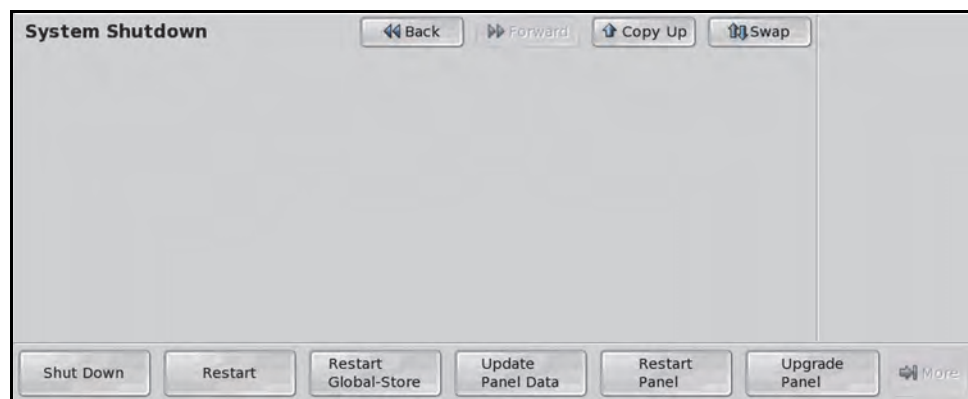 System Shutdown
Back
Forward
Copy Up
Swap
Shut Down
Restart
Restart
Global-Store
Update
Panel Data
Restart
Panel
Upgrade
Panel
More